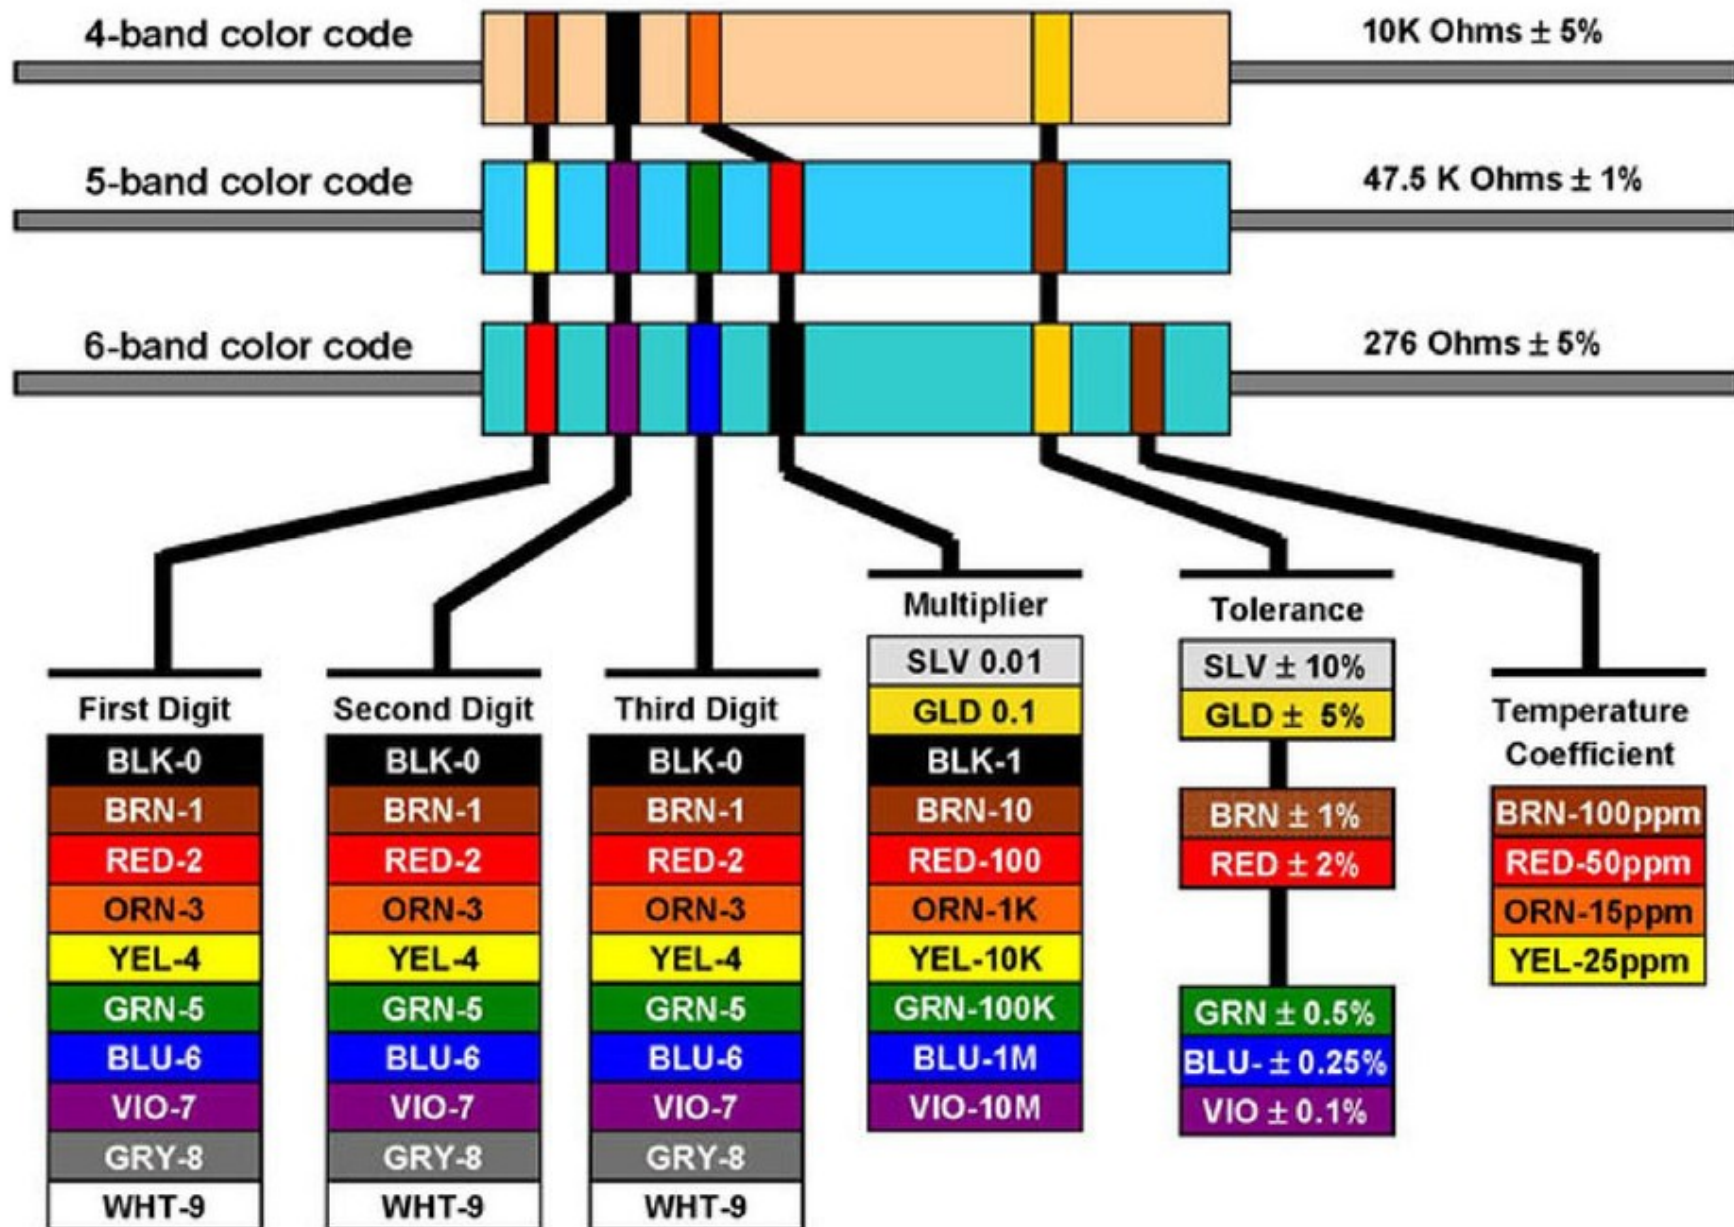 4-band color code
10K Ohms ± 5%
5-band color code
47.5 K Ohms ± 1%
6-band color code
276 Ohms ± 5%
First Digit
BLK-0
BRN-1
RED-2
ORN-3
YEL-4
GRN-5
BLU-6
VIO-7
GRY-8
WHT-9
Second Digit
BLK-0
BRN-1
RED-2
ORN-3
YEL-4
GRN-5
BLU-6
VIO-7
GRY-8
WHT-9
Third Digit
BLK-0
BRN-1
RED-2
ORN-3
YEL-4
GRN-5
BLU-6
VIO-7
GRY-8
WHT-9
Multiplier
SLV 0.01
GLD 0.1
BLK-1
BRN-10
RED-100
ORN-1K
YEL-10K
GRN-100K
BLU-1M
VIO-10M
Tolerance
SLV ± 10%
GLD ± 5%
BRN ± 1%
RED ± 2%
GRN ± 0.5%
BLU- ± 0.25%
VIO ± 0.1%
Temperature
Coefficient
BRN-100ppm
RED-50ppm
ORN-15ppm
YEL-25ppm